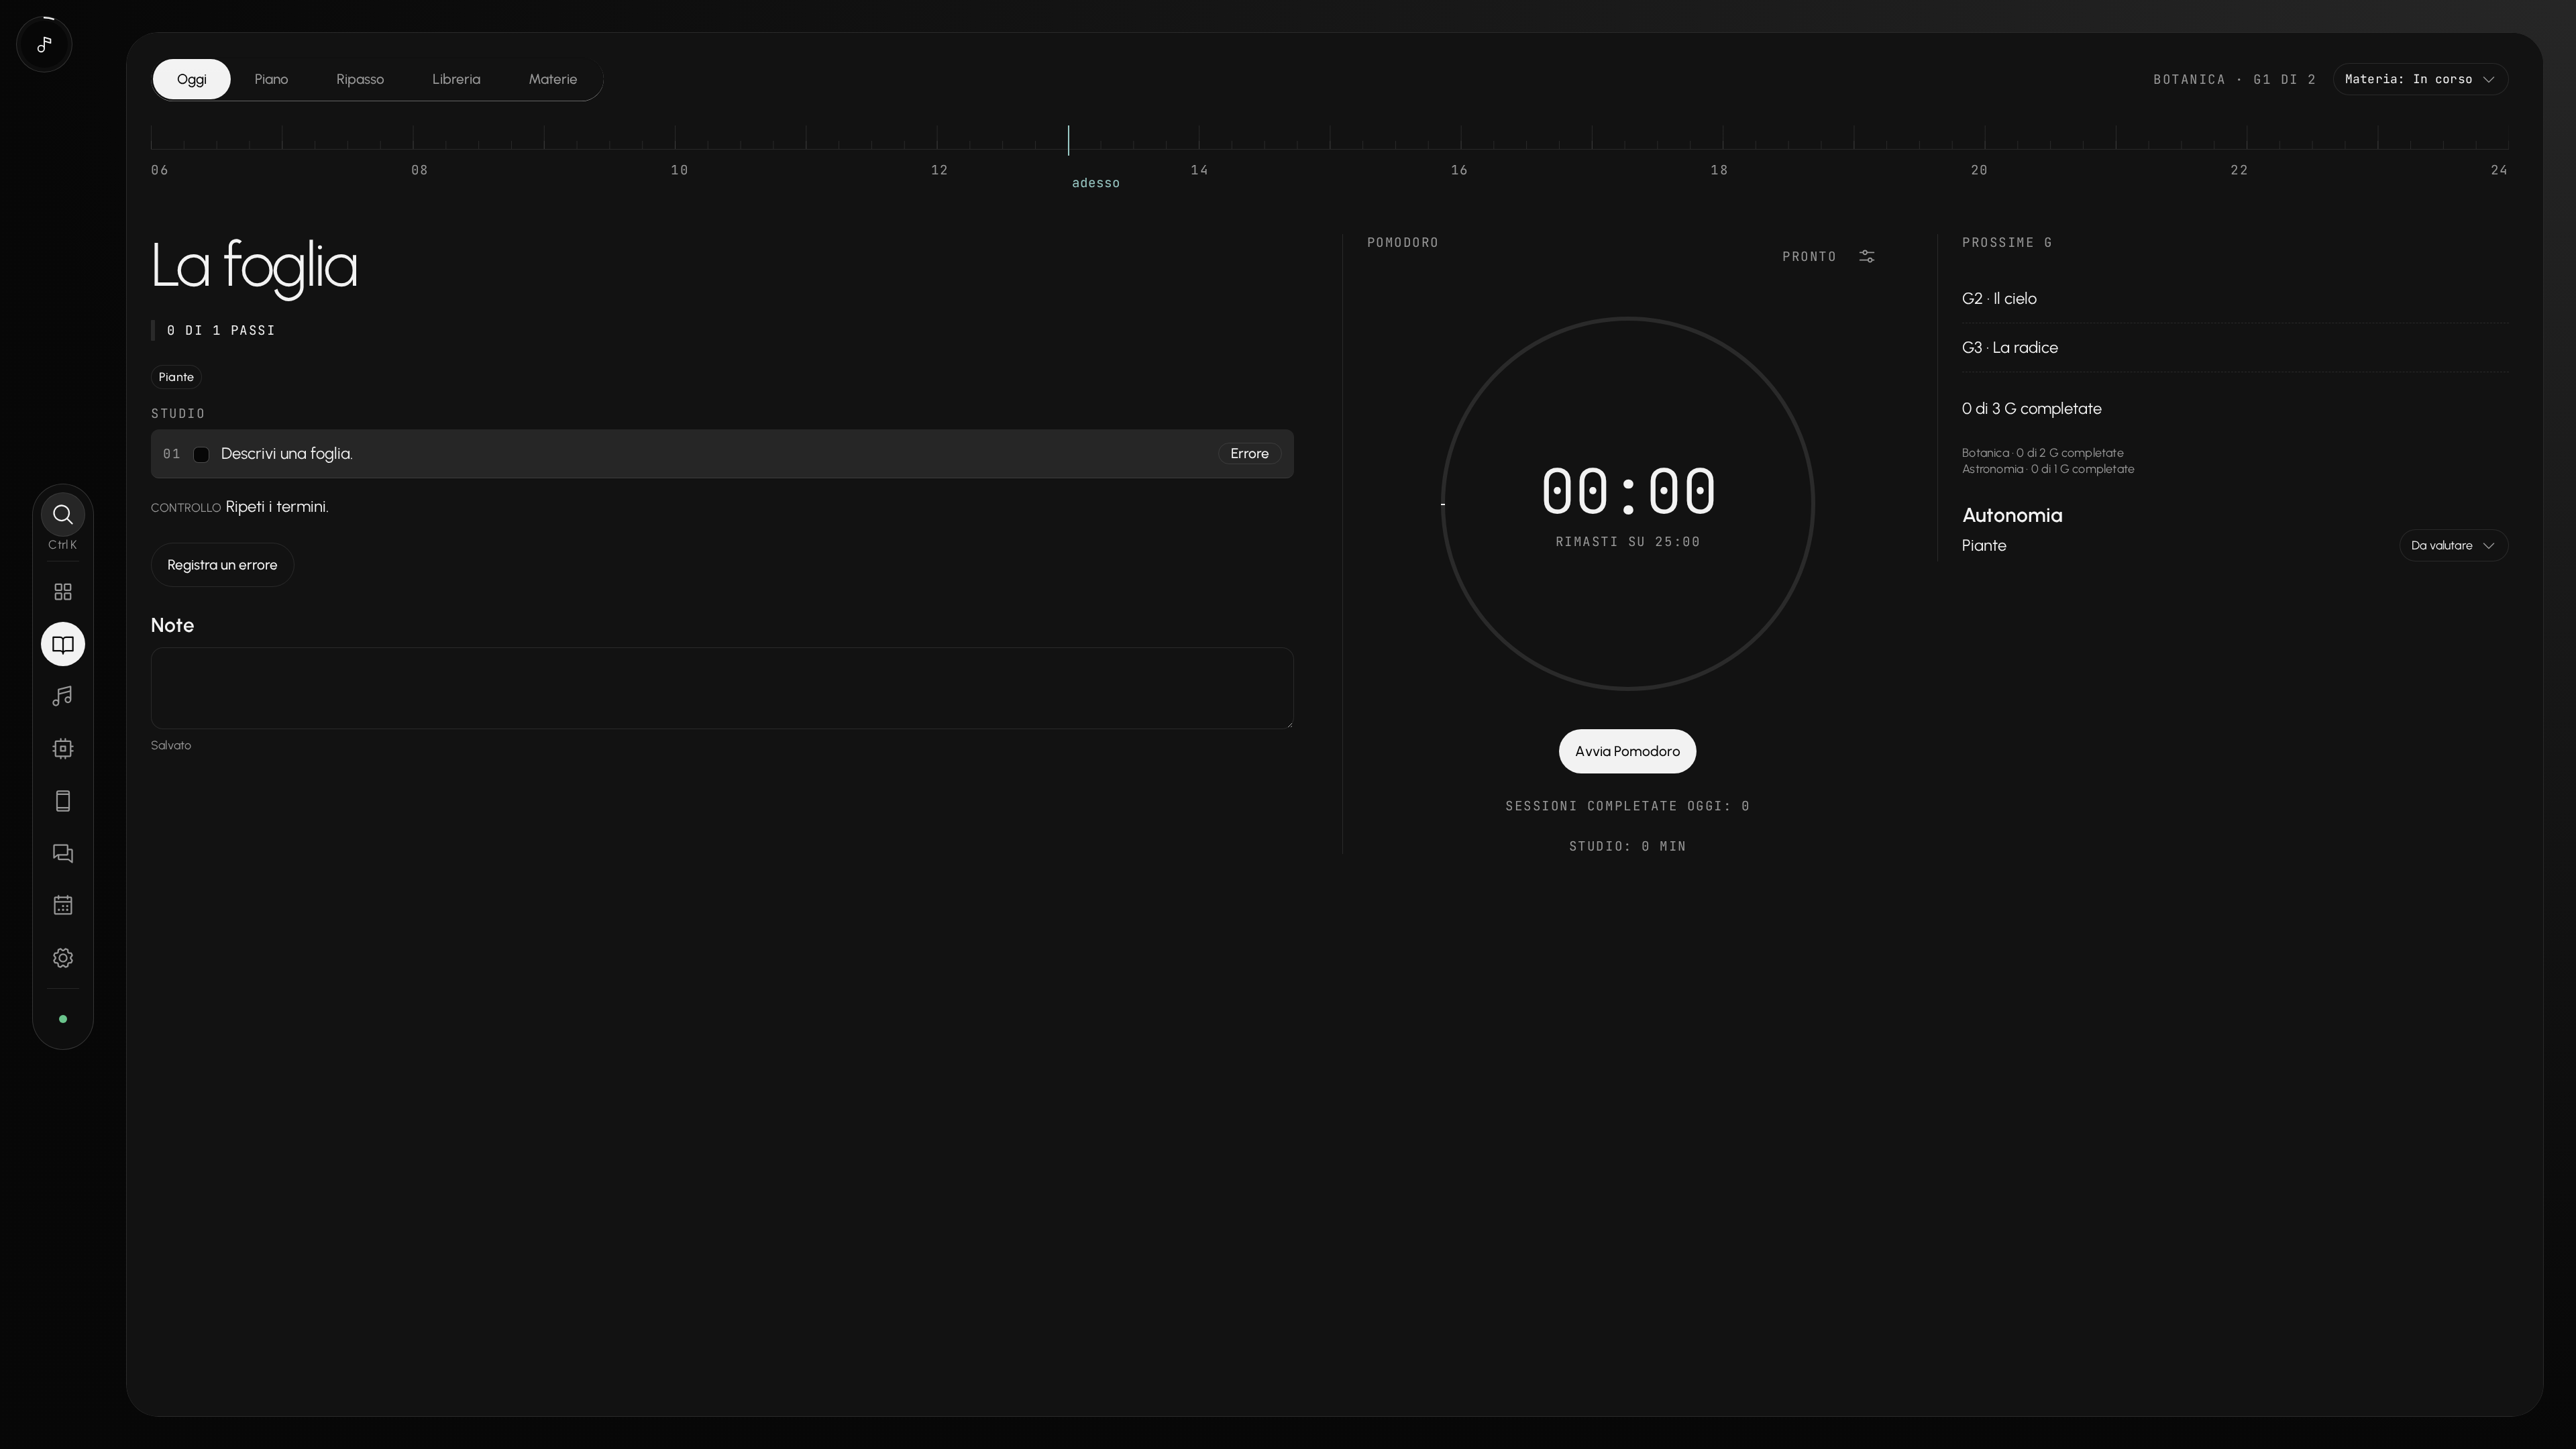 Oggi
Piano
Ripasso
Libreria
Materie
BOTANICA · G1 DI 2
Materia: In corso
06
08
10
12
14
16
18
20
22
24
adesso
La foglia
0 DI 1 PASSI
Piante
STUDIO
01 Descrivi una foglia.
Errore
CONTROLLO Ripeti i termini.
Registra un errore
Note
Salvato
POMODORO
PRONTO
00:00
RIMASTI SU 25:00
Avvia Pomodoro
SESSIONI COMPLETATE OGGI: 0
STUDIO: 0 MIN
PROSSIME G
G2 · Il cielo
G3 · La radice
0 di 3 G completate
Botanica · 0 di 2 G completate
Astronomia · 0 di 1 G completate
Autonomia
Piante
Da valutare
Ctrl K